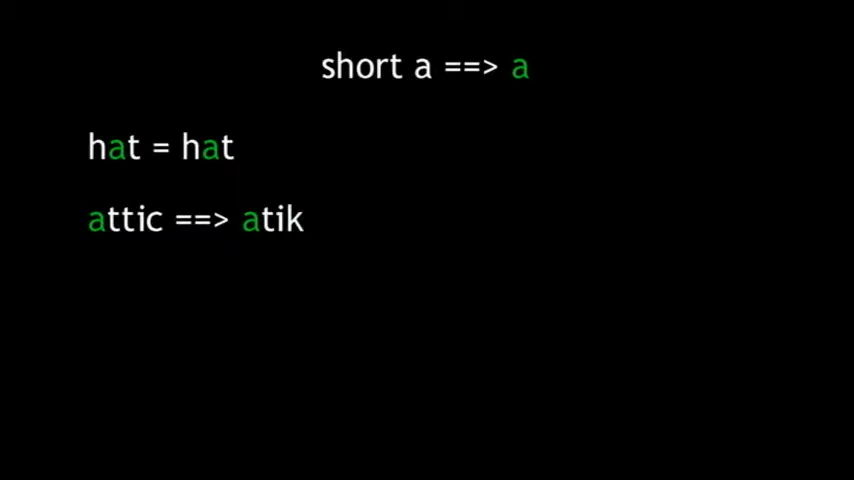 short a ==> a
hat = hat
attic ==> atik